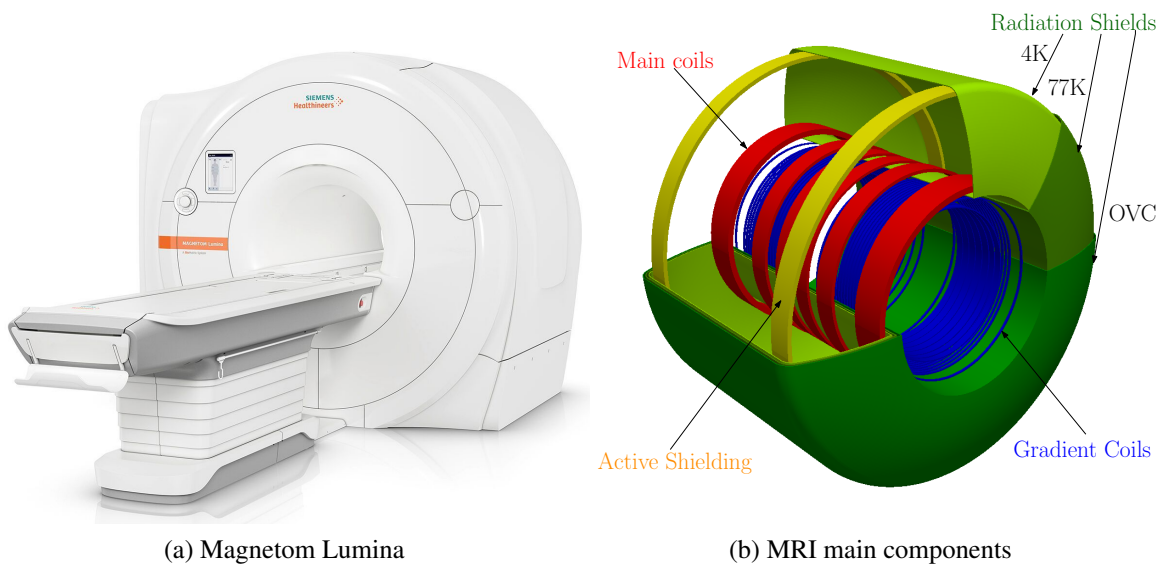 SIEMENS
Healthineers
MAGNETOM Lumina
Radiation Shields
4K
77K
Main coils
OVC
Active Shielding
Gradient Coils
(a) Magnetom Lumina
(b) MRI main components